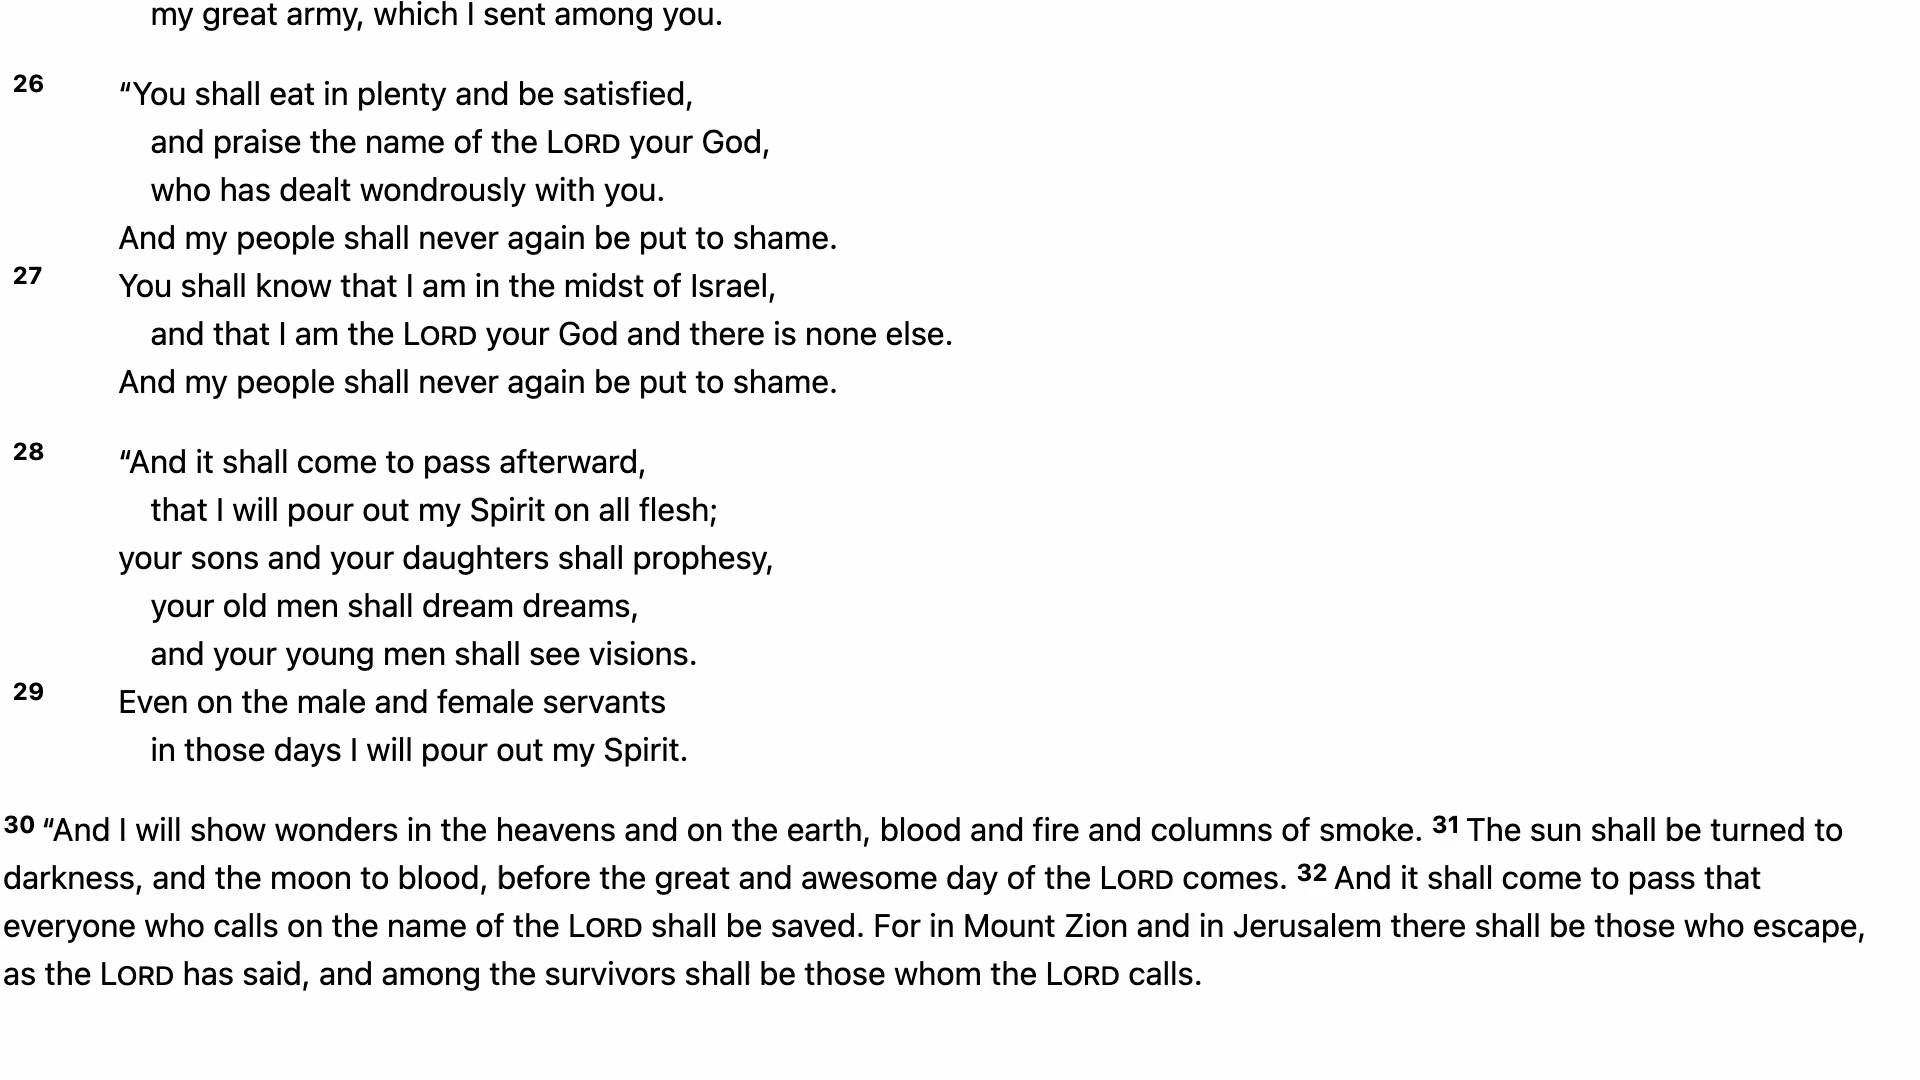 my great army, which I sent among you.
26 “You shall eat in plenty and be satisfied,
and praise the name of the LORD your God,
who has dealt wondrously with you.
And my people shall never again be put to shame.
27 You shall know that I am in the midst of Israel,
and that I am the LORD your God and there is none else.
And my people shall never again be put to shame.
28 “And it shall come to pass afterward,
that I will pour out my Spirit on all flesh;
your sons and your daughters shall prophesy,
your old men shall dream dreams,
and your young men shall see visions.
29 Even on the male and female servants
in those days I will pour out my Spirit.
30 “And I will show wonders in the heavens and on the earth, blood and fire and columns of smoke. 31 The sun shall be turned to
darkness, and the moon to blood, before the great and awesome day of the LORD comes. 32 And it shall come to pass that
everyone who calls on the name of the LORD shall be saved. For in Mount Zion and in Jerusalem there shall be those who escape,
as the LORD has said, and among the survivors shall be those whom the LORD calls.